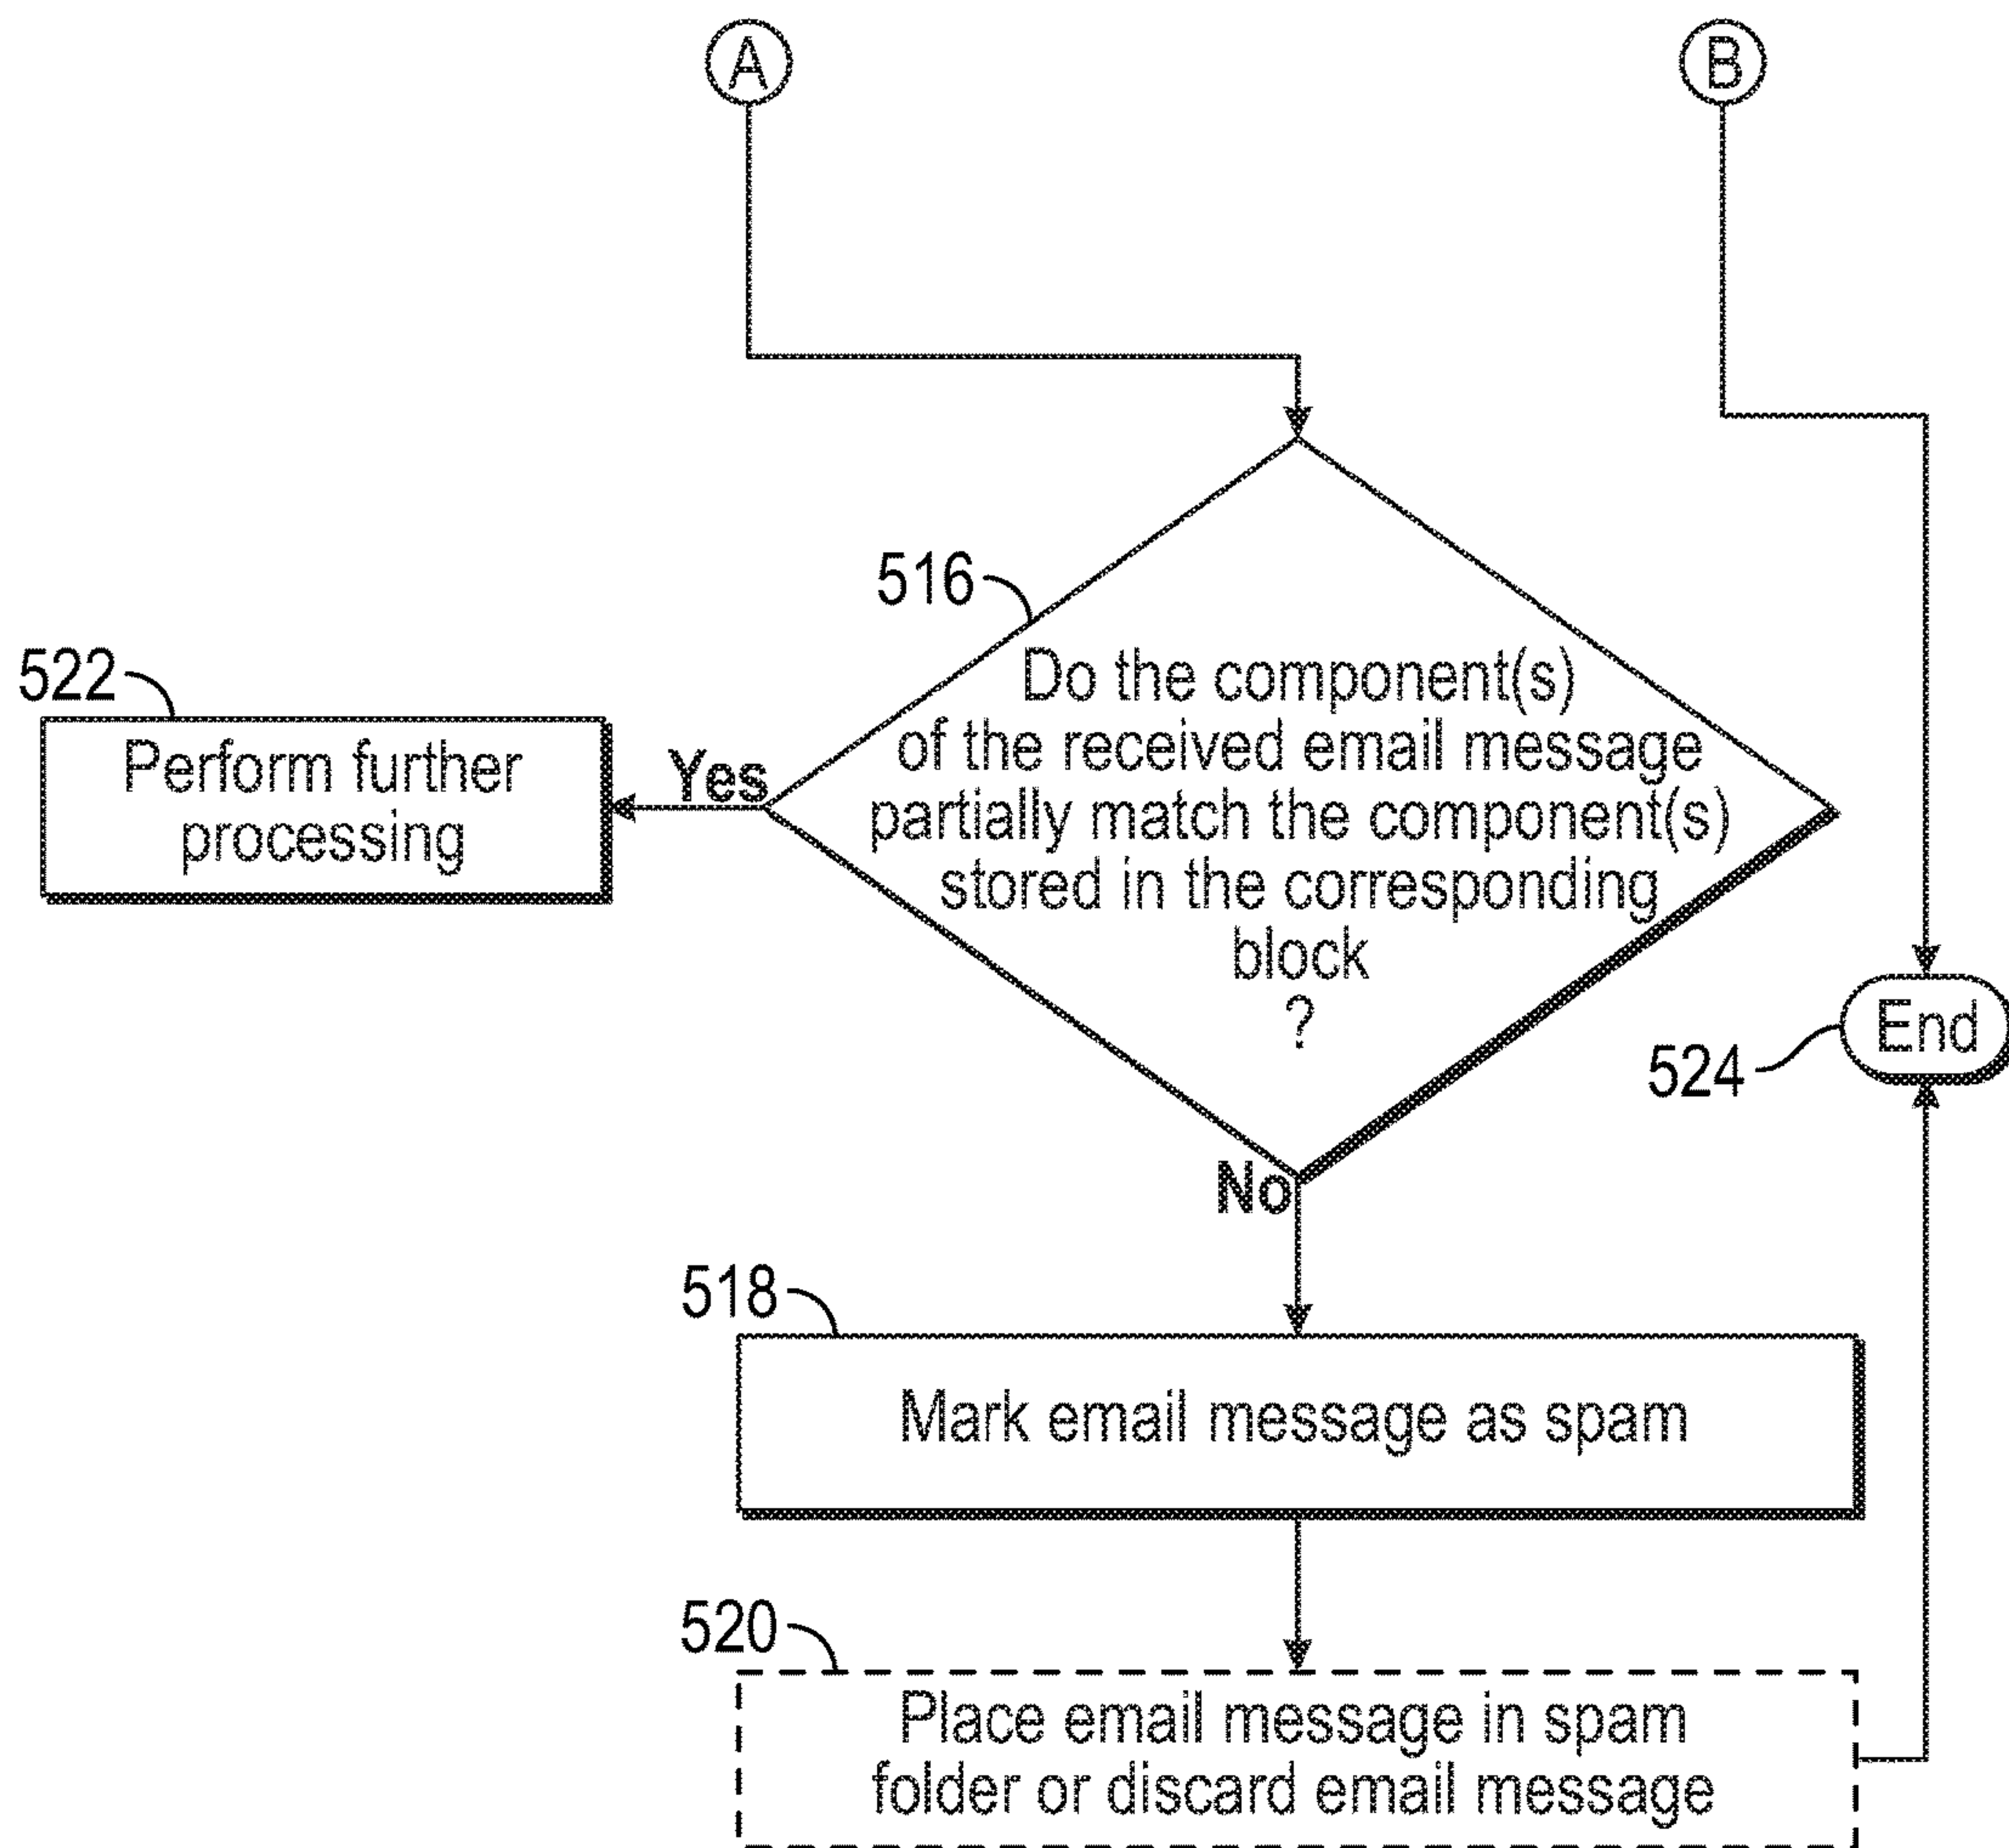 A
B
516
Do the component(s)
of the received email message
partially match the component(s)
stored in the corresponding
block
?
522
Yes
Perform further
processing
End
524
No
518
Mark email message as spam
520
Place email message in spam
folder or discard email message